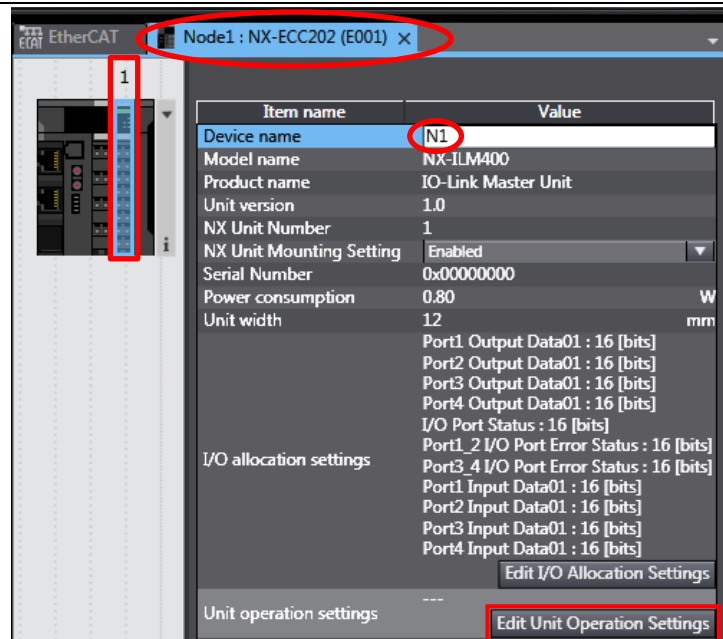 ECAT EtherCAT Node1 : NX-ECC202 (E001) ×
1
Item name Value
Device name N1
Model name NX-ILM400
Product name IO-Link Master Unit
Unit version 1.0
NX Unit Number 1
NX Unit Mounting Setting Enabled
Serial Number 0x00000000
Power consumption 0.80 W
Unit width 12 mm
Port1 Output Data01 : 16 [bits]
Port2 Output Data01 : 16 [bits]
Port3 Output Data01 : 16 [bits]
Port4 Output Data01 : 16 [bits]
I/O Port Status : 16 [bits]
Port1_2 I/O Port Error Status : 16 [bits]
I/O allocation settings Port3_4 I/O Port Error Status : 16 [bits]
Port1 Input Data01 : 16 [bits]
Port2 Input Data01 : 16 [bits]
Port3 Input Data01 : 16 [bits]
Port4 Input Data01 : 16 [bits]
Edit I/O Allocation Settings
---
Unit operation settings Edit Unit Operation Settings